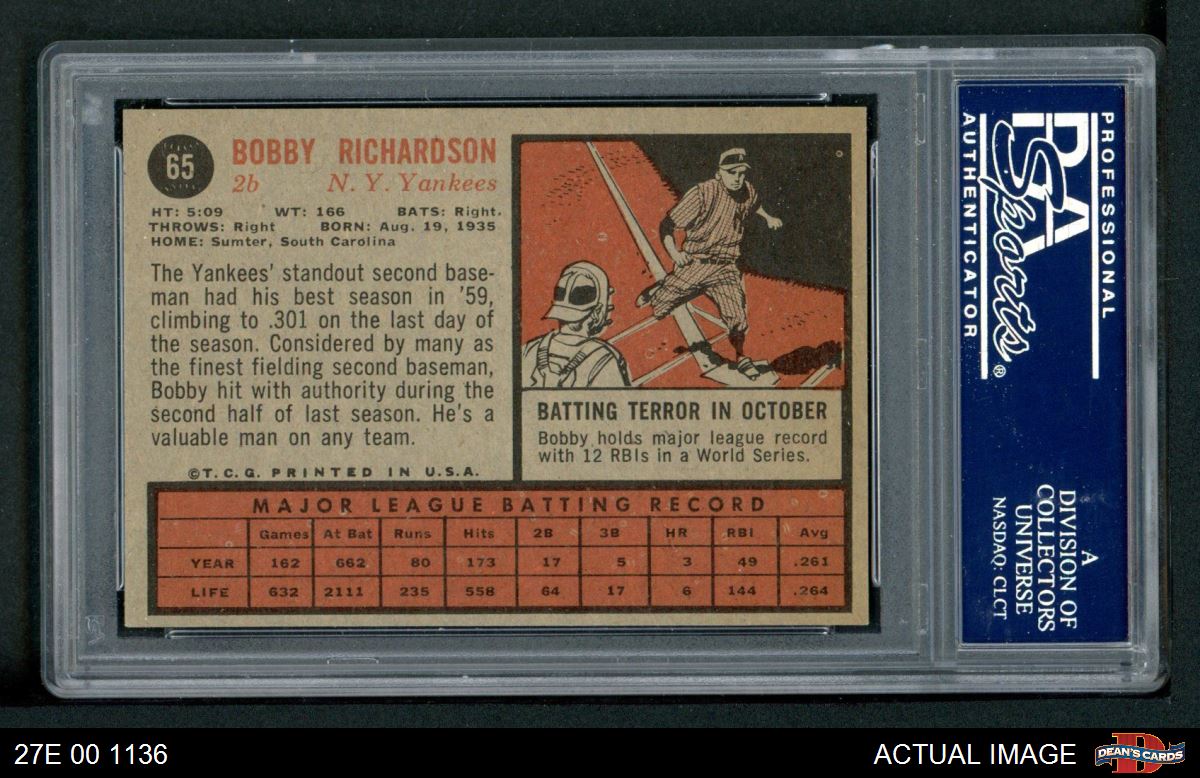 65
BOBBY RICHARDSON
2b N. Y. Yankees
HT: 5:09 WT: 166 BATS: Right.
THROWS: Right BORN: Aug. 19, 1935
HOME: Sumter, South Carolina
The Yankees' standout second base-
man had his best season in '59,
climbing to .301 on the last day of
the season. Considered by many as
the finest fielding second baseman,
Bobby hit with authority during the
second half of last season. He's a
valuable man on any team.
©T.C.G. PRINTED IN U.S.A.
BATTING TERROR IN OCTOBER
Bobby holds major league record
with 12 RBIs in a World Series.
MAJOR LEAGUE BATTING RECORD
Games At Bat Runs Hits 2B 3B HR RBI Avg
YEAR 162 662 80 173 17 5 3 49 .261
LIFE 632 2111 235 558 64 17 6 144 .264
PROFESSIONAL
PSA
Sports®
AUTHENTICATOR
A
DIVISION OF
COLLECTORS
UNIVERSE
NASDAQ: CLCT
27E 00 1136
ACTUAL IMAGE
D
DEAN'S CARDS